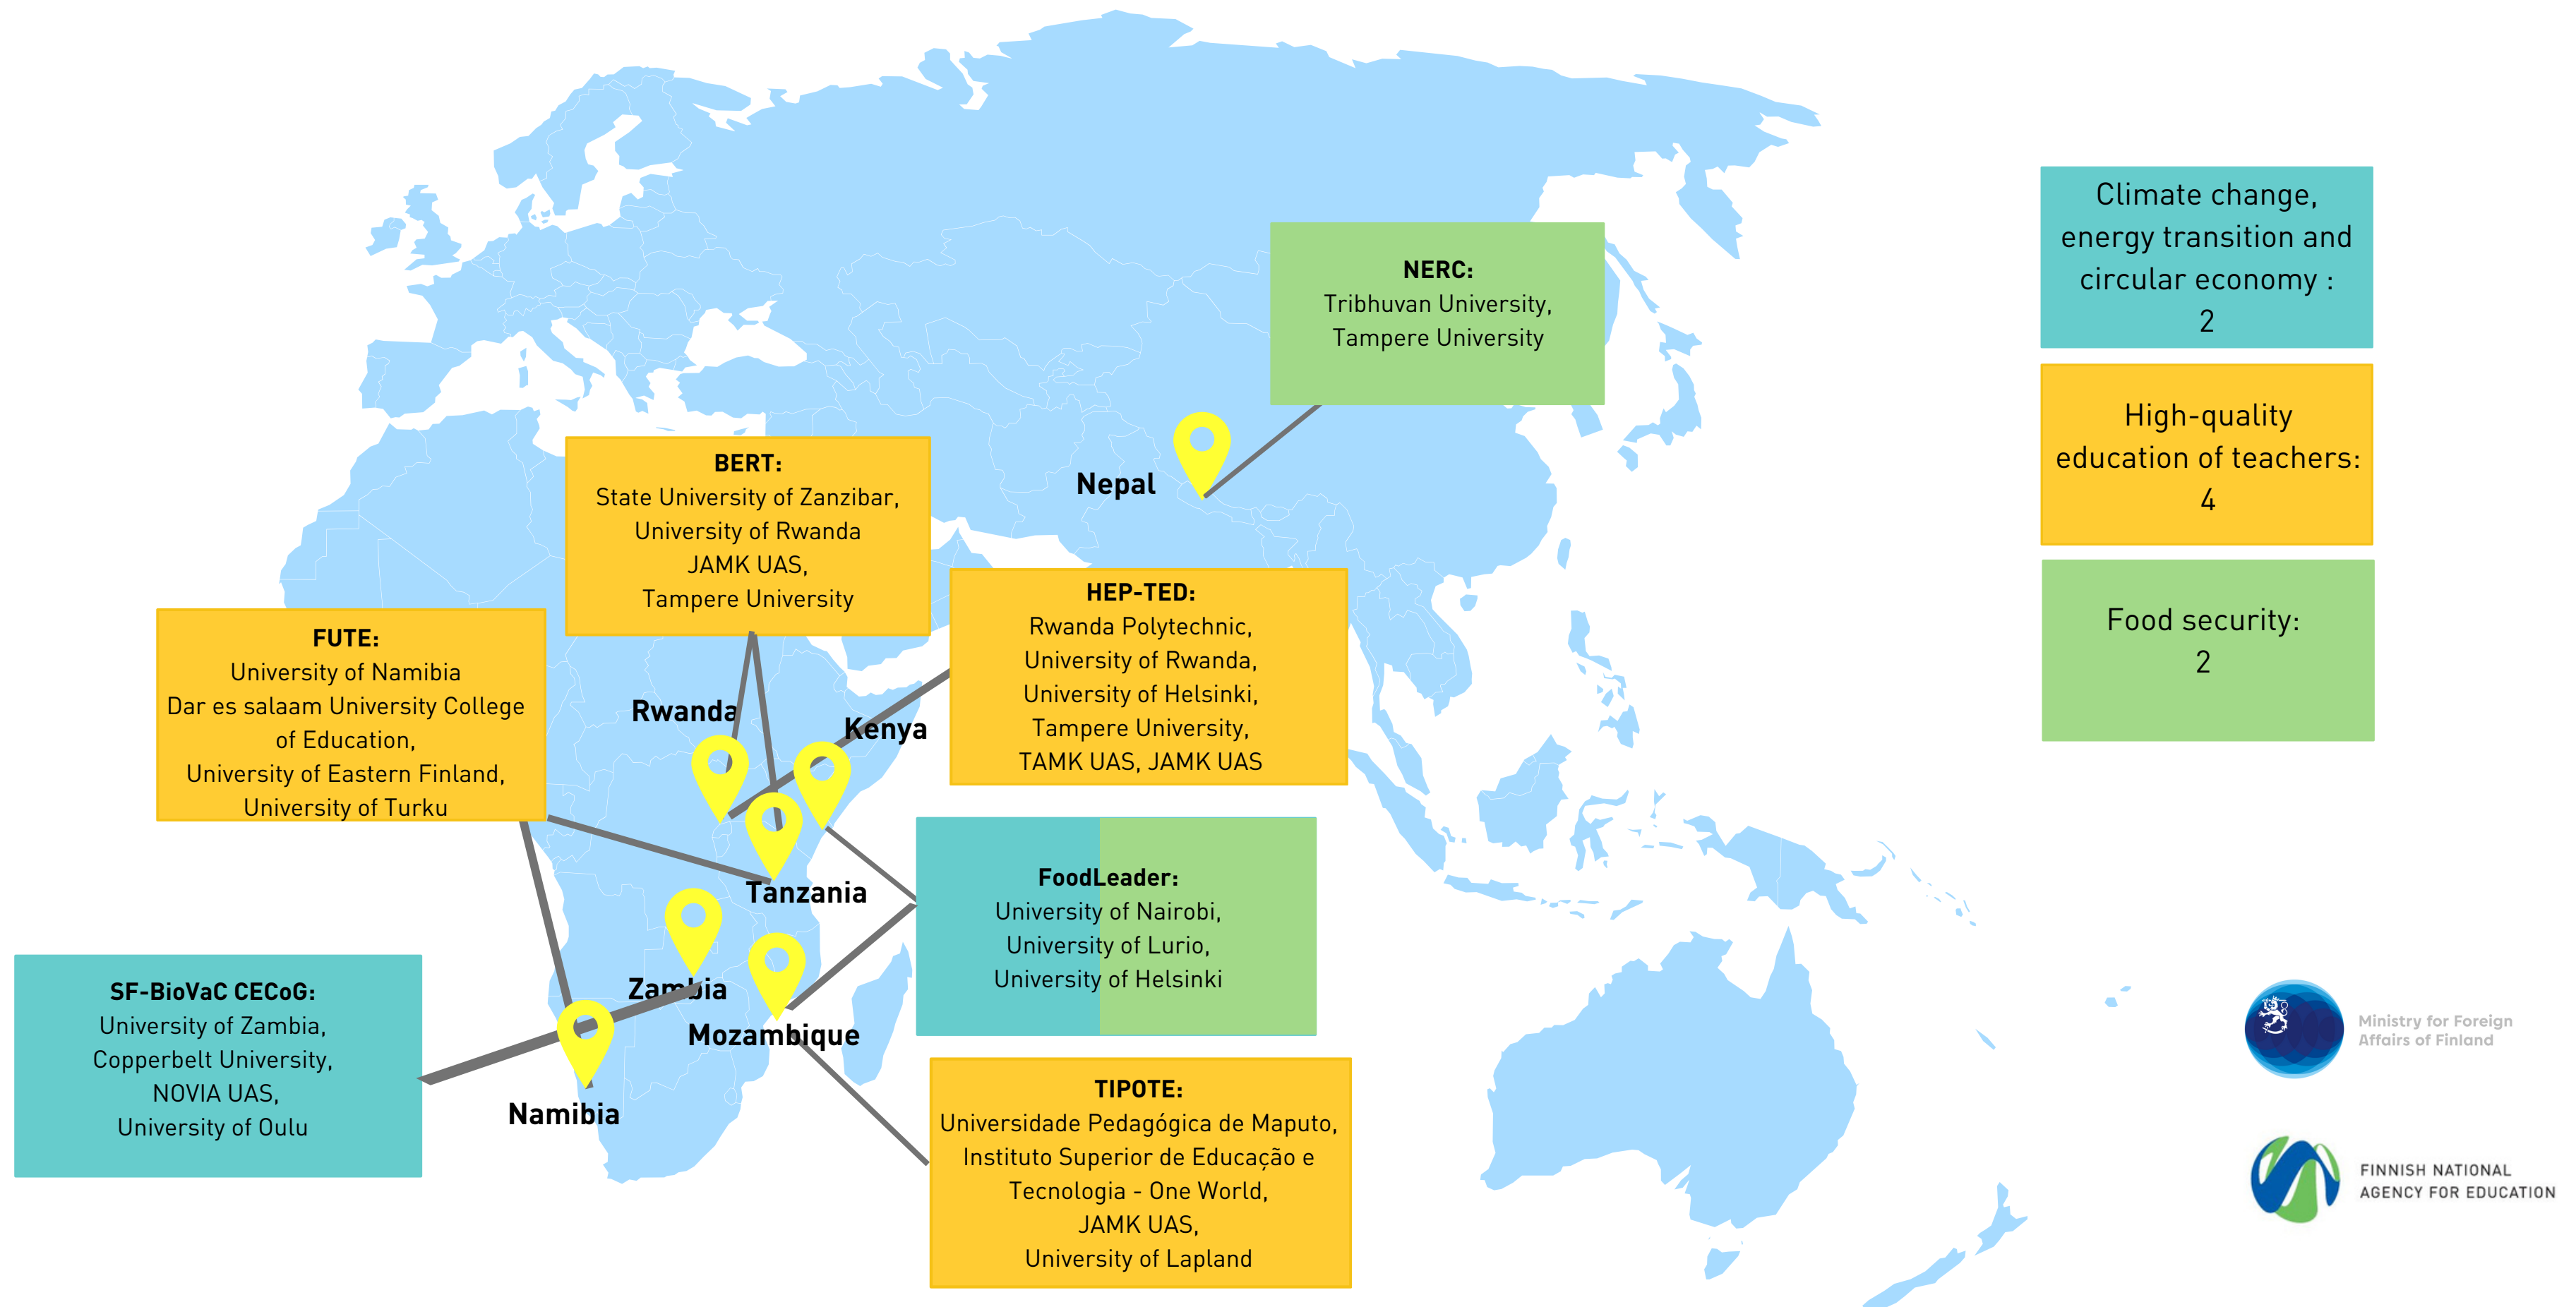 Climate change,
energy transition and
circular economy :
2
High-quality
education of teachers:
4
Food security:
2
NERC:
Tribhuvan University,
Tampere University
Nepal
BERT:
State University of Zanzibar,
University of Rwanda
JAMK UAS,
Tampere University
HEP-TED:
Rwanda Polytechnic,
University of Rwanda,
University of Helsinki,
Tampere University,
TAMK UAS, JAMK UAS
FUTE:
University of Namibia
Dar es salaam University College
of Education,
University of Eastern Finland,
University of Turku
Rwanda
Kenya
Tanzania
FoodLeader:
University of Nairobi,
University of Lurio,
University of Helsinki
Zambia
Mozambique
Namibia
SF-BioVaC CECoG:
University of Zambia,
Copperbelt University,
NOVIA UAS,
University of Oulu
TIPOTE:
Universidade Pedagógica de Maputo,
Instituto Superior de Educação e
Tecnologia - One World,
JAMK UAS,
University of Lapland
Ministry for Foreign
Affairs of Finland
FINNISH NATIONAL
AGENCY FOR EDUCATION